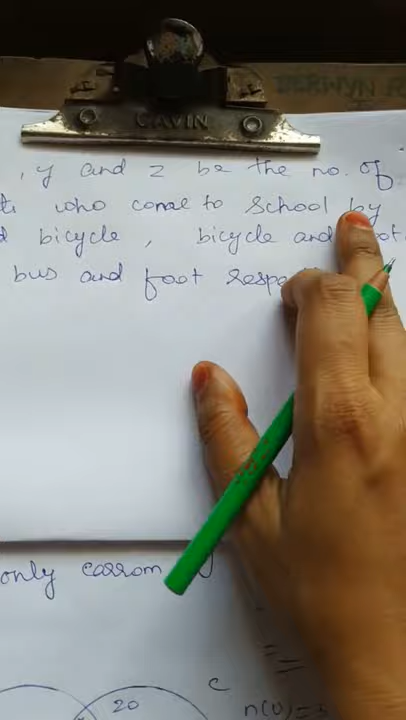 BERWYN
GAVIN
, y and z be the no. of
who come to school by
bicycle , bicycle and
bus and foot
only carrom
20
C
n(U) =